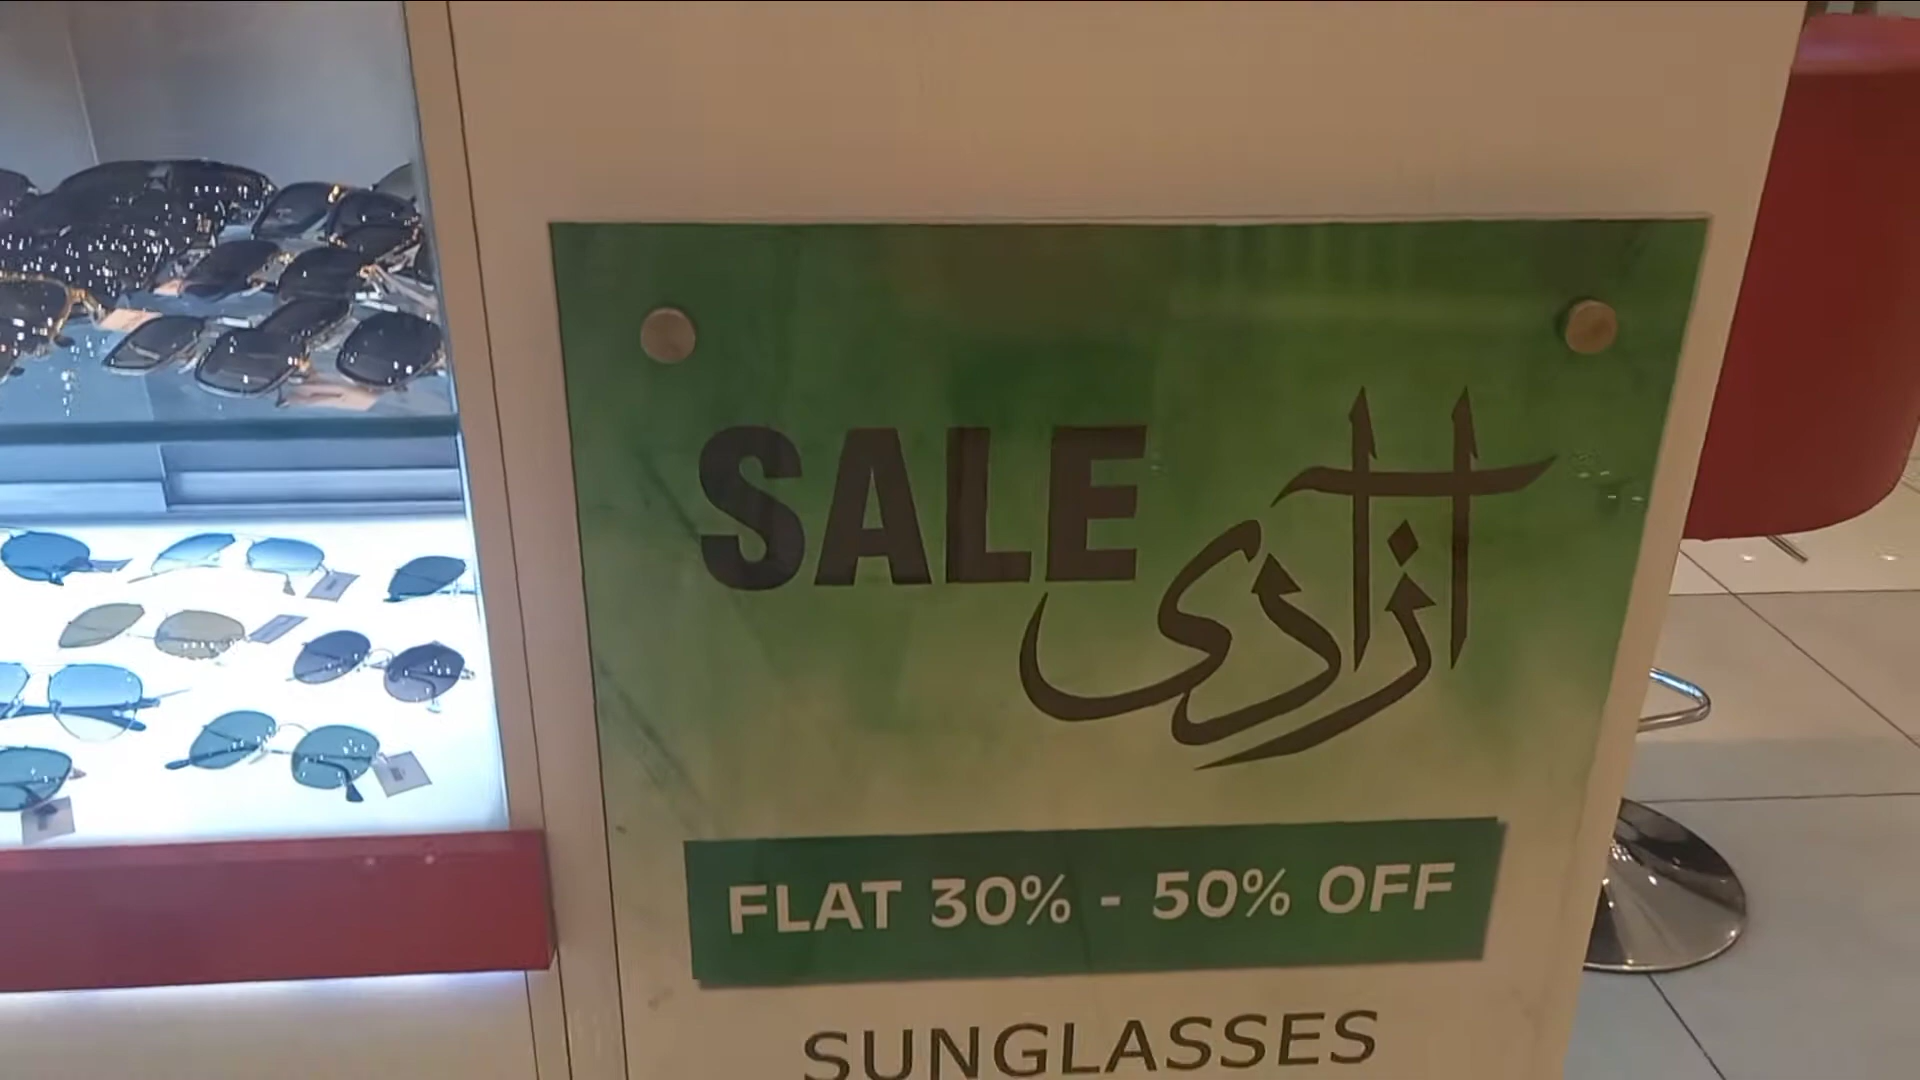 SALE آزادی
FLAT 30% - 50% OFF
SUNGLASSES